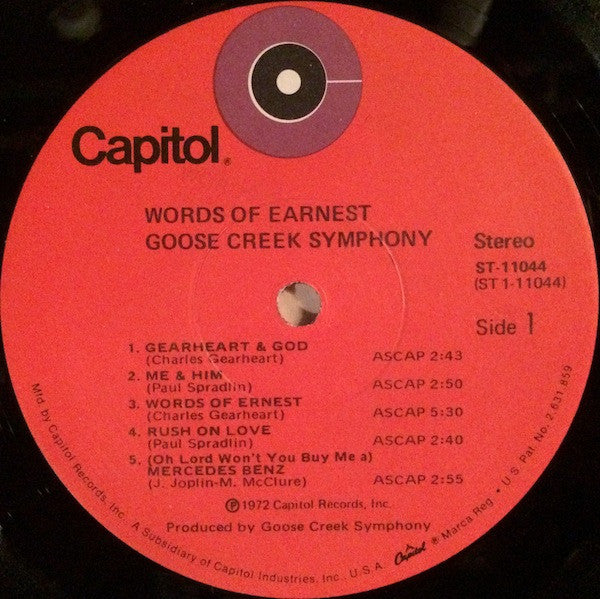 Capitol®
WORDS OF EARNEST
GOOSE CREEK SYMPHONY
Stereo
ST-11044
(ST 1-11044)
Side 1
1. GEARHEART & GOD
(Charles Gearheart) ASCAP 2:43
2. ME & HIM
(Paul Spradlin) ASCAP 2:50
3. WORDS OF ERNEST
(Charles Gearheart) ASCAP 5:30
4. RUSH ON LOVE
(Paul Spradlin) ASCAP 2:40
5. (Oh Lord Won't You Buy Me a)
MERCEDES BENZ
(J. Joplin-M. McClure) ASCAP 2:55
Ⓟ1972 Capitol Records, Inc.
Produced by Goose Creek Symphony
Mfd. by Capitol Records, Inc., A Subsidiary of Capitol Industries, Inc., U.S.A. Capitol ® Marca Reg • U.S. Pat. No. 2,631,859